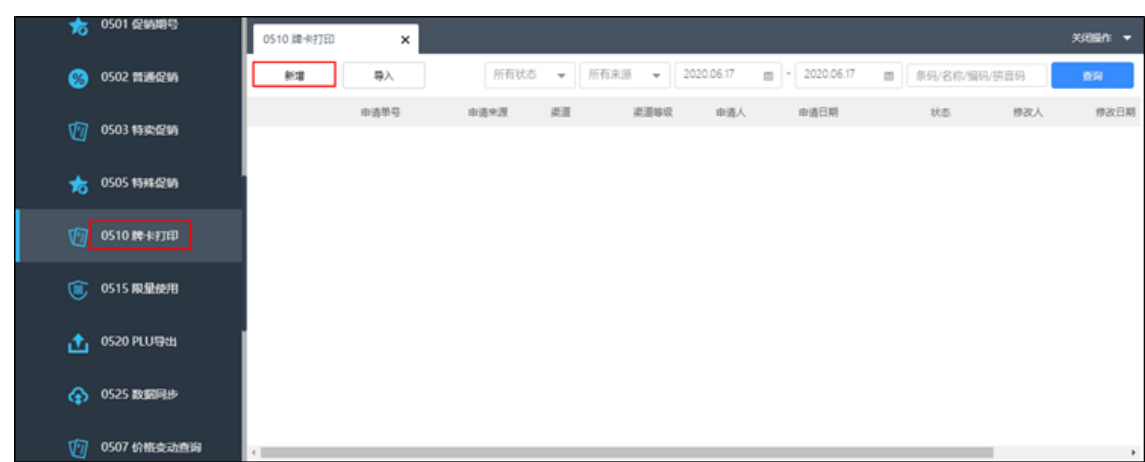 0501 促销期号
0502 普通促销
0503 特卖促销
0505 特殊促销
0510 牌卡打印
0515 限量使用
0520 PLU导出
0525 数据同步
0507 价格变动查询
0510 牌卡打印 ×
关闭操作
新增 导入 所有状态 所有来源 2020.06.17 - 2020.06.17 条码/名称/编码/拼音码 查询
申请单号 申请来源 渠道 渠道等级 申请人 申请日期 状态 修改人 修改日期